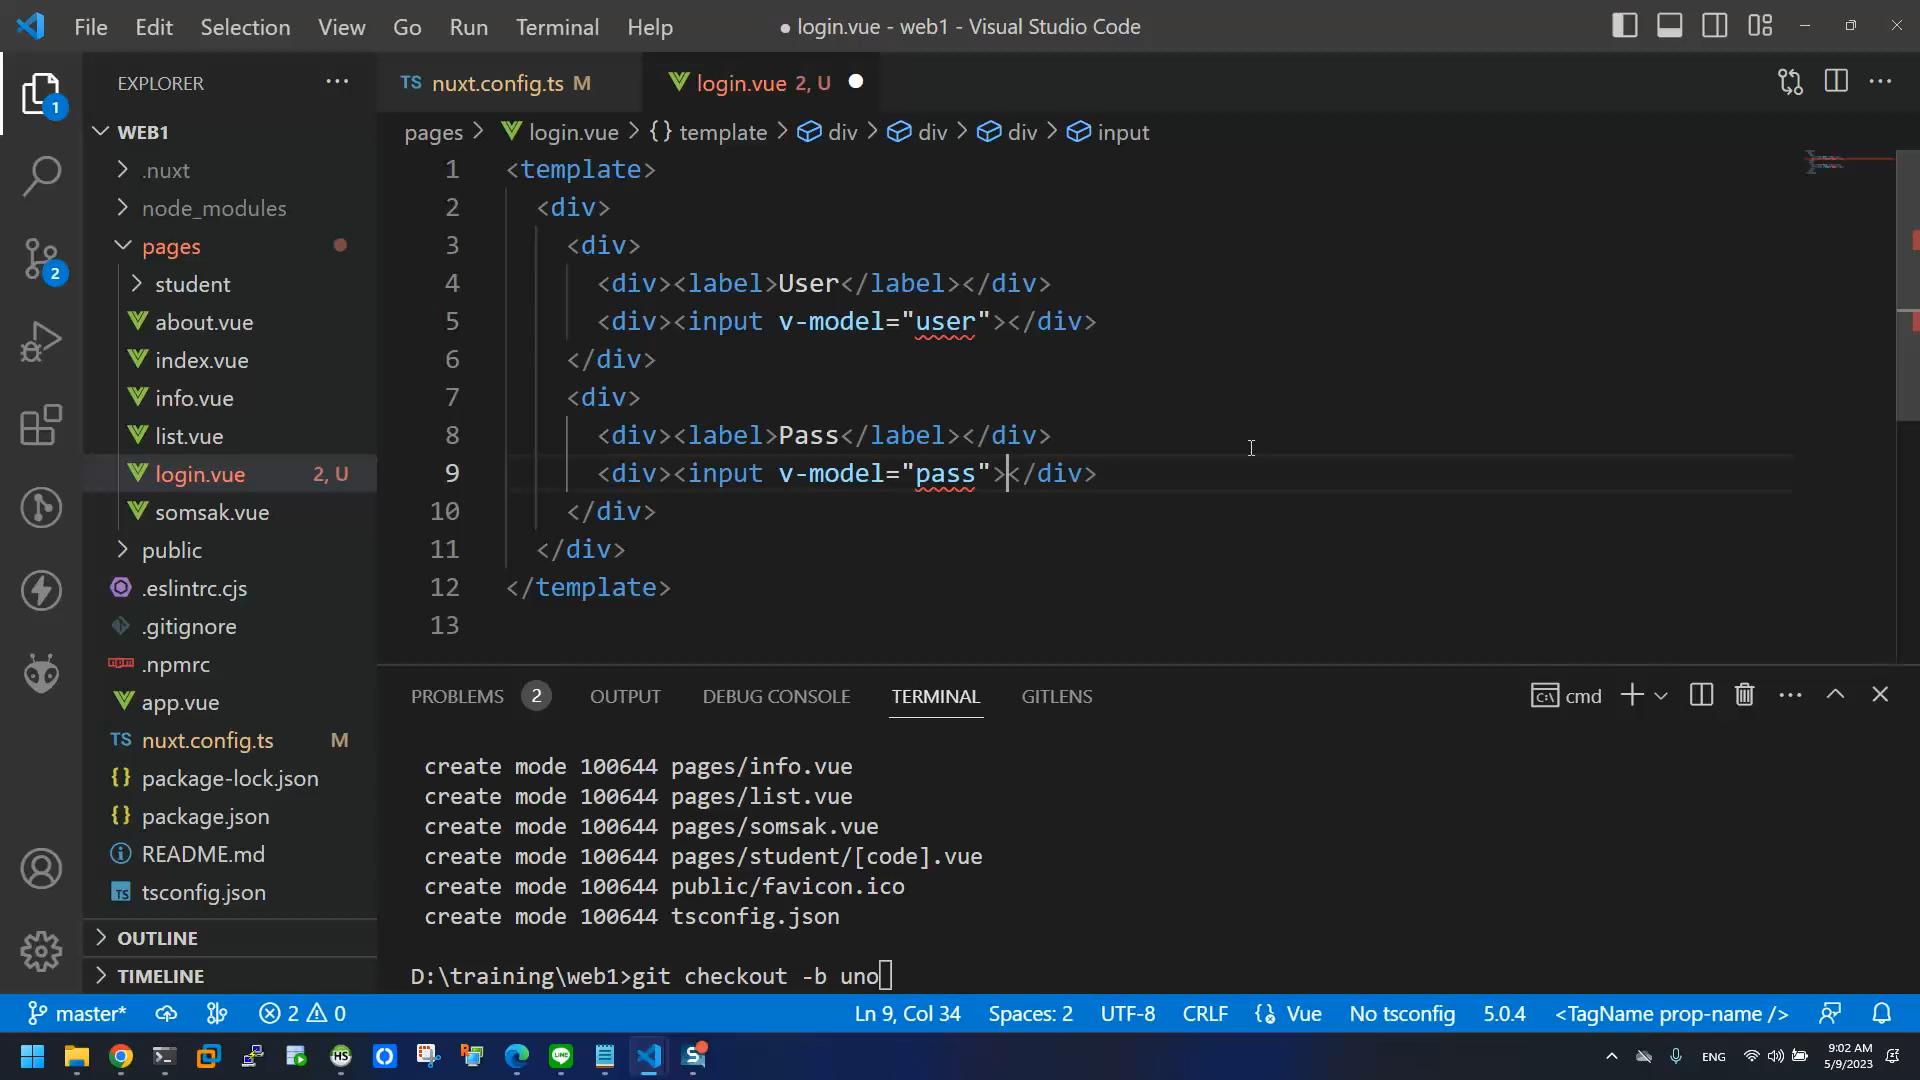 File Edit Selection View Go Run Terminal Help ● login.vue - web1 - Visual Studio Code
EXPLORER ···
TS nuxt.config.ts M login.vue 2, U ●
1
2
pages > login.vue > {} template > div > div > div > input
WEB1
.nuxt
node_modules
pages
student
about.vue
index.vue
info.vue
list.vue
login.vue 2, U
somsak.vue
public
.eslintrc.cjs
.gitignore
npm .npmrc
app.vue
TS nuxt.config.ts M
{} package-lock.json
{} package.json
README.md
TS tsconfig.json
OUTLINE
TIMELINE
1 <template>
2   <div>
3     <div>
4       <div><label>User</label></div>
5       <div><input v-model="user"></div>
6     </div>
7     <div>
8       <div><label>Pass</label></div>
9       <div><input v-model="pass"></div>
10     </div>
11   </div>
12 </template>
13
PROBLEMS 2 OUTPUT DEBUG CONSOLE TERMINAL GITLENS cmd
create mode 100644 pages/info.vue
create mode 100644 pages/list.vue
create mode 100644 pages/somsak.vue
create mode 100644 pages/student/[code].vue
create mode 100644 public/favicon.ico
create mode 100644 tsconfig.json
D:\training\web1>git checkout -b uno
master* 2 0 Ln 9, Col 34 Spaces: 2 UTF-8 CRLF {} Vue No tsconfig 5.0.4 <TagName prop-name />
HS LINE S ENG 9:02 AM
5/9/2023